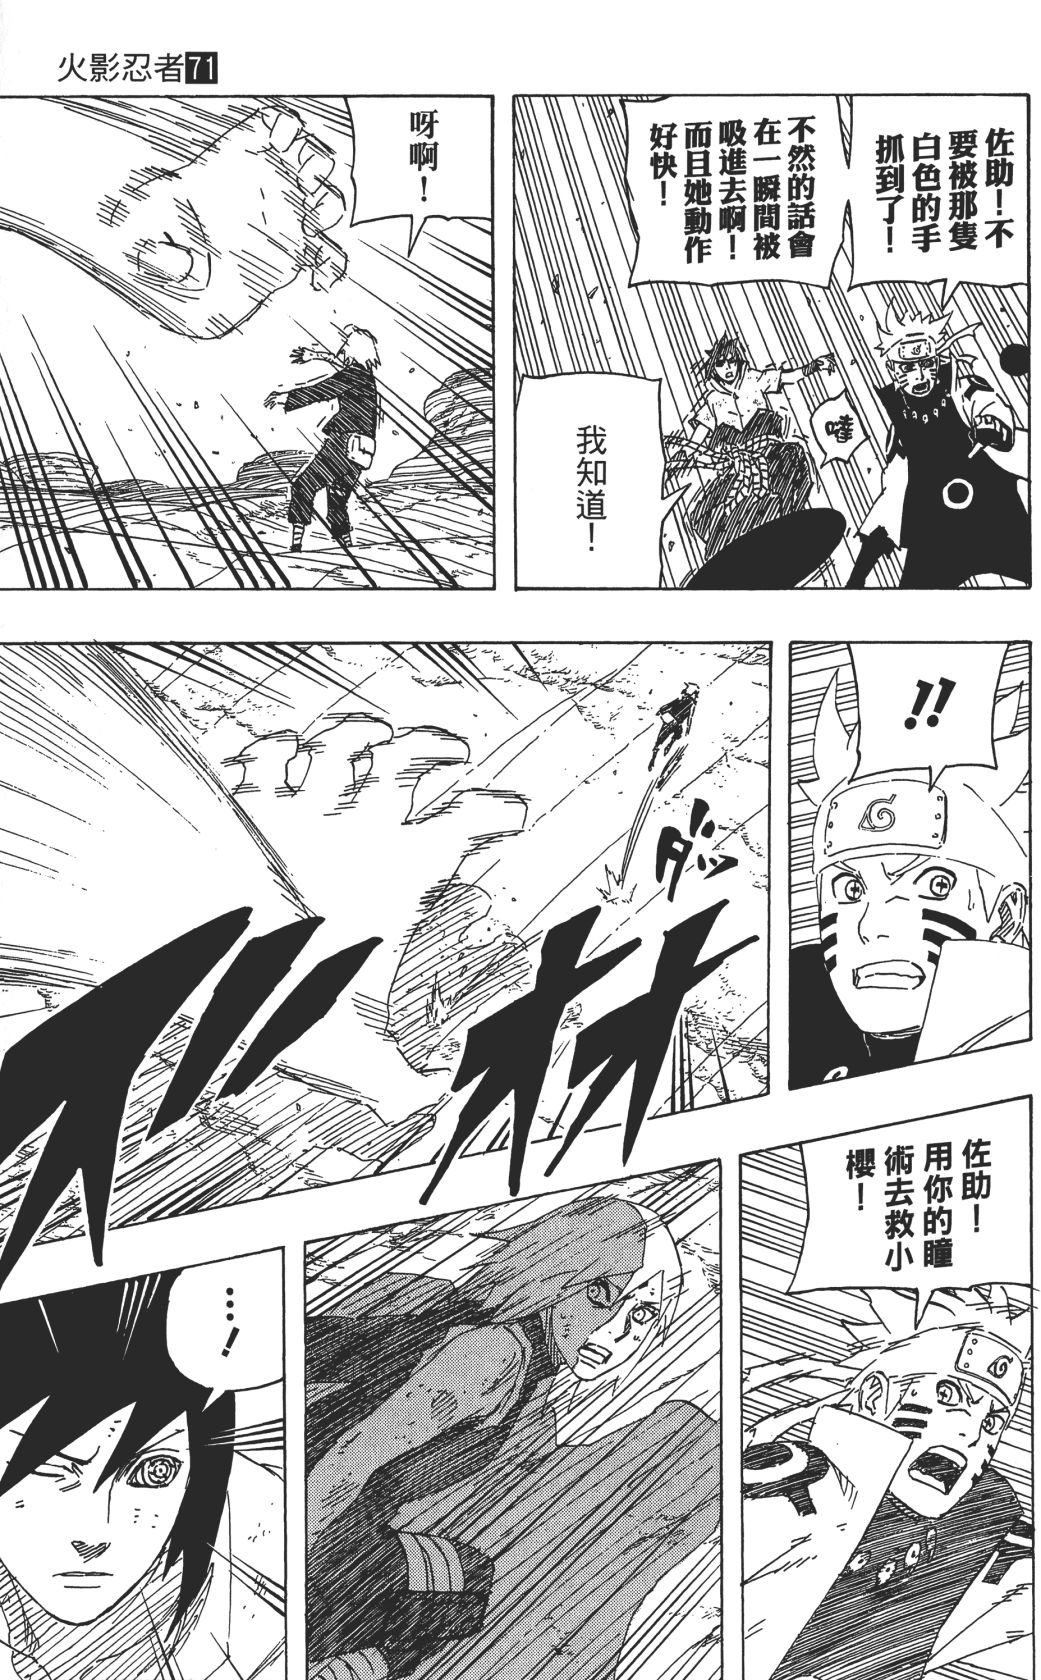 火影忍者71
佐助！不
要被那隻
白色的手
抓到了！
不然的話會
在一瞬間被
吸進去啊！
而且她動作
好快！
噠
我知道！
呀啊！
!!
ダッ
オオ
佐助！
用你的瞳
術去救小
櫻！
…！